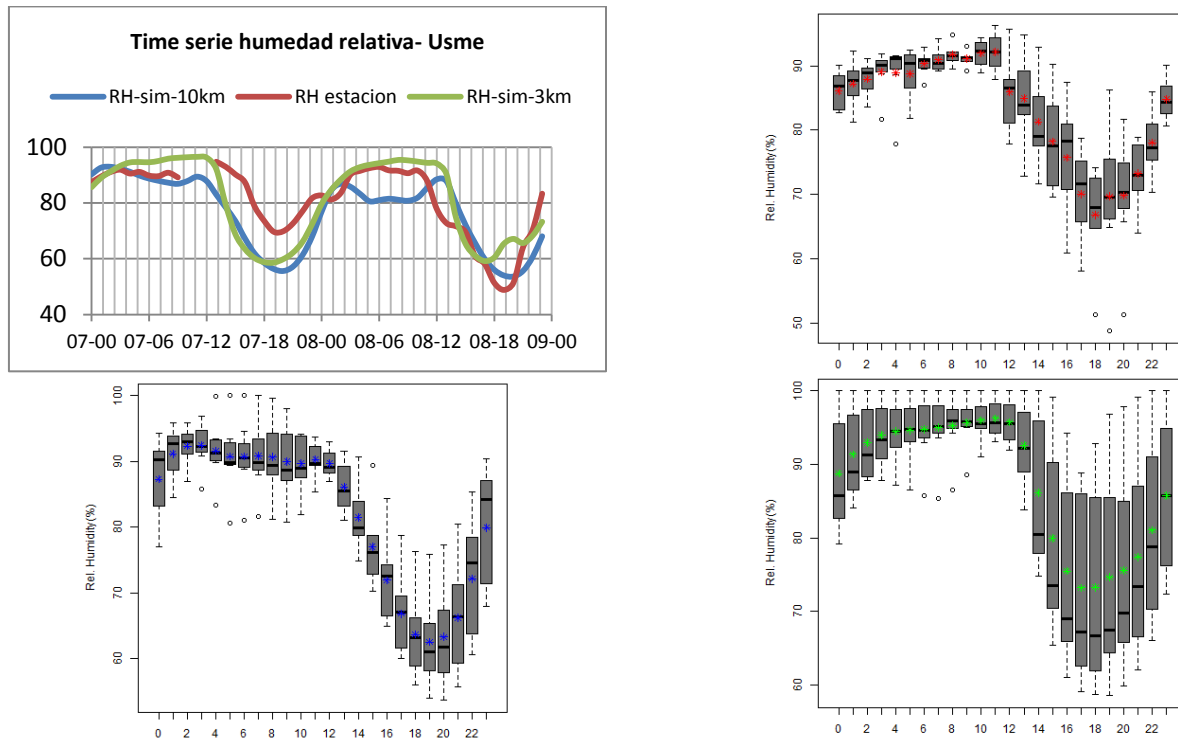 Time serie humedad relativa- Usme
RH-sim-10km RH estacion RH-sim-3km
100
80
60
40
07-00 07-06 07-12 07-18 08-00 08-06 08-12 08-18 09-00
Rel. Humidity(%)
90
80
70
60
50
0 2 4 6 8 10 12 14 16 18 20 22
Rel. Humidity(%)
100
90
80
70
60
0 2 4 6 8 10 12 14 16 18 20 22
Rel. Humidity(%)
100
90
80
70
60
0 2 4 6 8 10 12 14 16 18 20 22